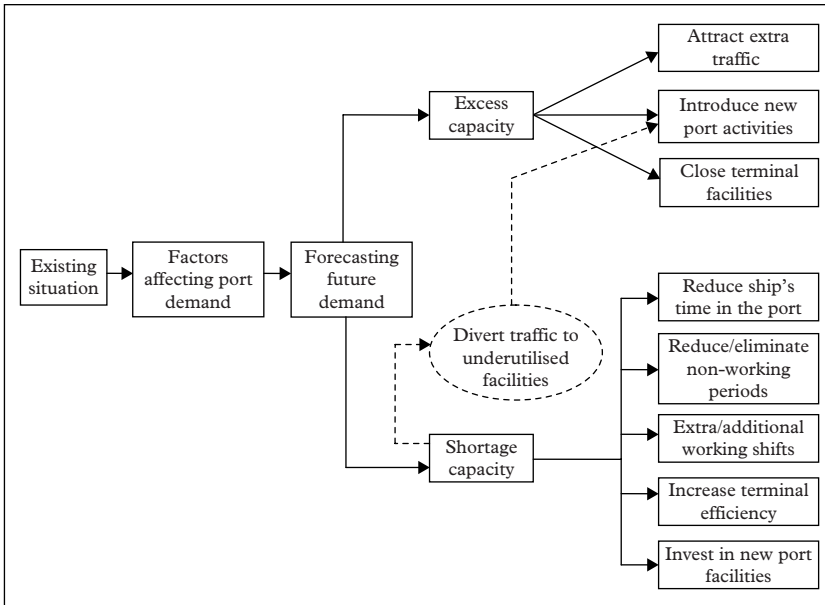 Existing
situation
Factors
affecting port
demand
Forecasting
future
demand
Excess
capacity
Attract extra
traffic
Introduce new
port activities
Close terminal
facilities
Divert traffic to
underutilised
facilities
Shortage
capacity
Reduce ship’s
time in the port
Reduce/eliminate
non-working
periods
Extra/additional
working shifts
Increase terminal
efficiency
Invest in new port
facilities